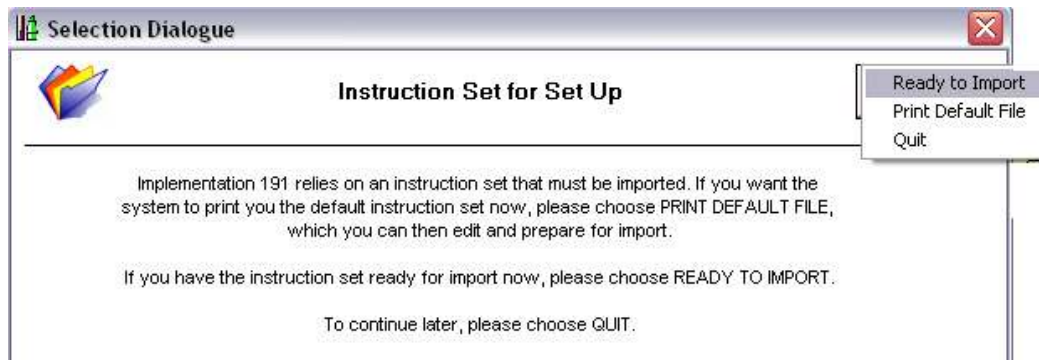 Selection Dialogue
Instruction Set for Set Up
Ready to Import
Print Default File
Quit
Implementation 191 relies on an instruction set that must be imported. If you want the
system to print you the default instruction set now, please choose PRINT DEFAULT FILE,
which you can then edit and prepare for import.
If you have the instruction set ready for import now, please choose READY TO IMPORT.
To continue later, please choose QUIT.